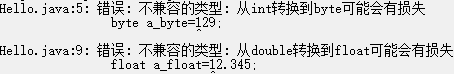 Hello.java:5: 错误: 不兼容的类型: 从int转换到byte可能会有损失
byte a_byte=129;
^
Hello.java:9: 错误: 不兼容的类型: 从double转换到float可能会有损失
float a_float=12.345;
^